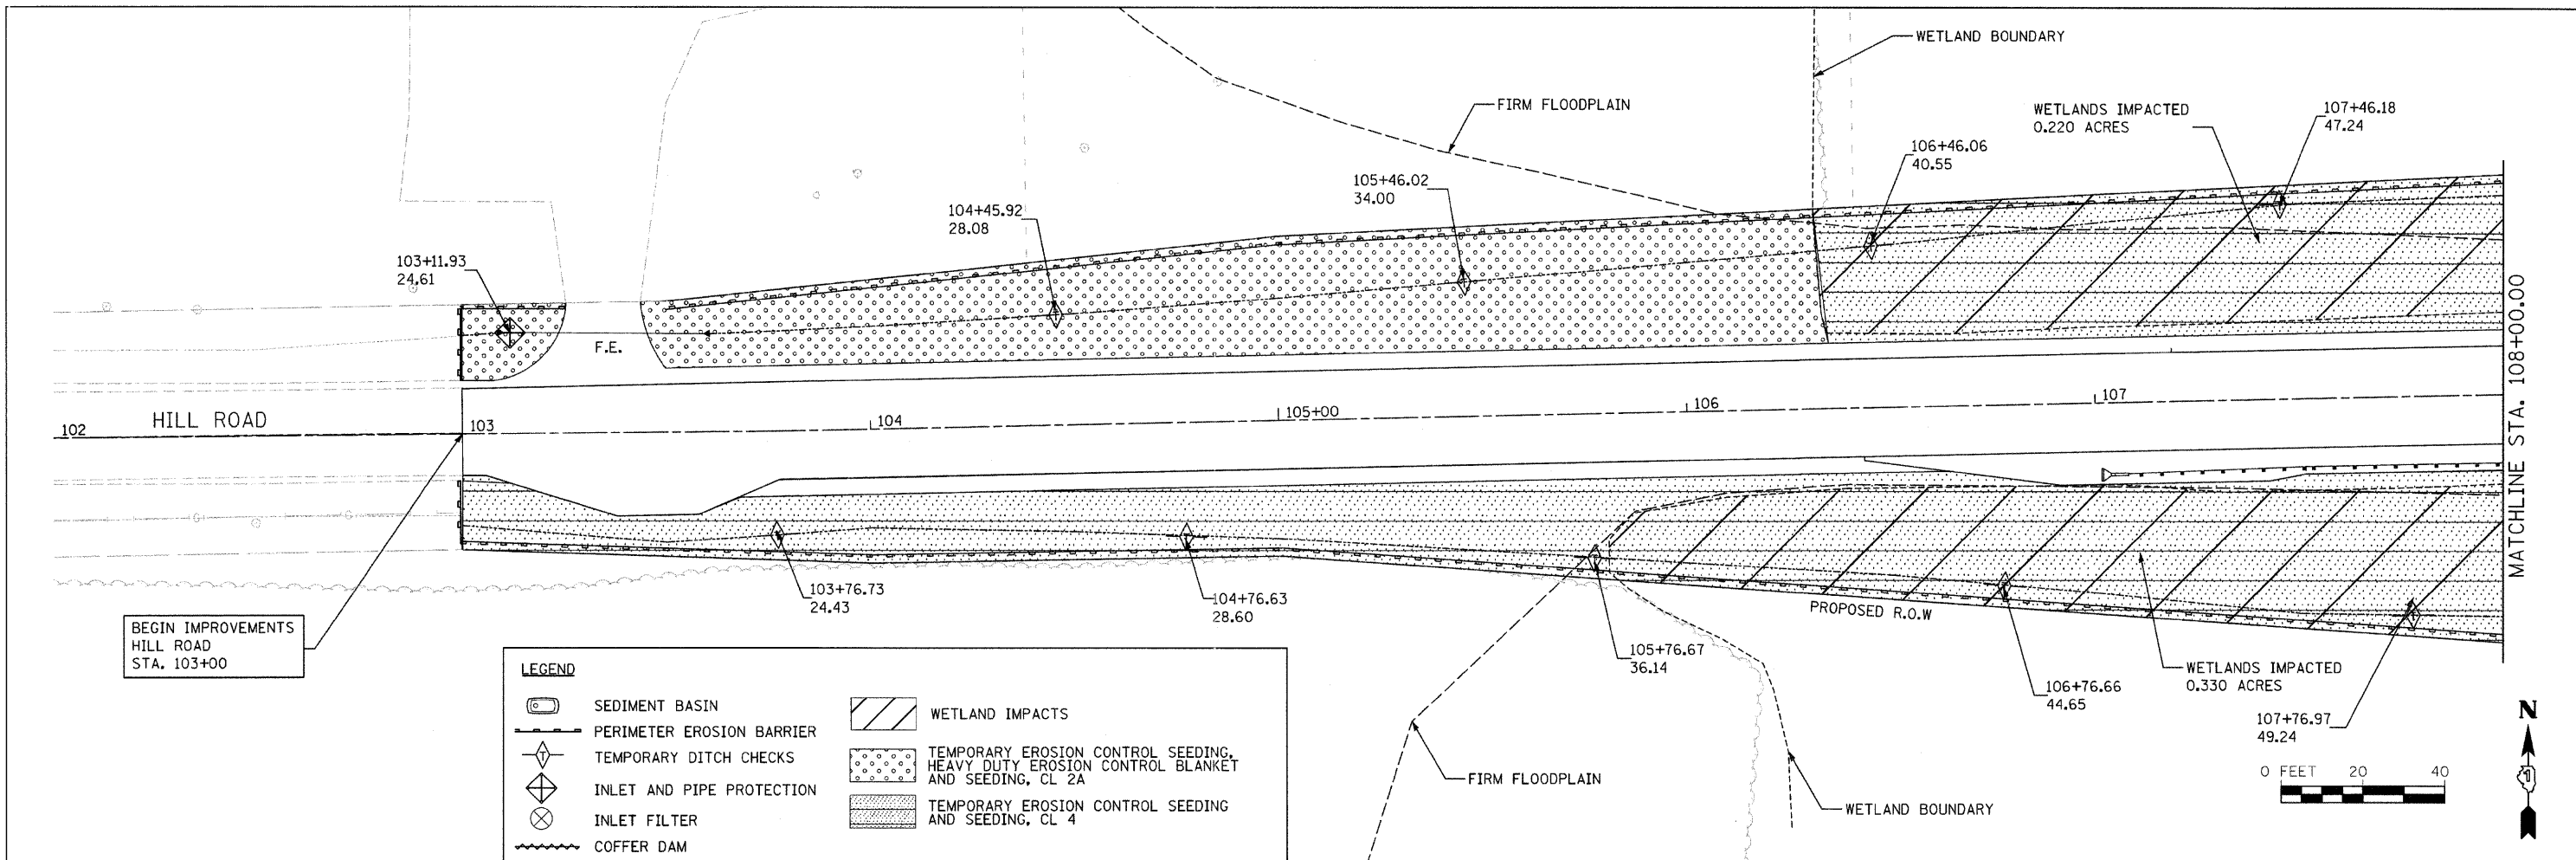 WETLAND BOUNDARY
FIRM FLOODPLAIN
WETLANDS IMPACTED
0.220 ACRES
107+46.18
47.24
106+46.06
40.55
105+46.02
34.00
104+45.92
28.08
103+11.93
24.61
F.E.
MATCHLINE STA. 108+00.00
HILL ROAD
102
103
104
105+00
106
107
BEGIN IMPROVEMENTS
HILL ROAD
STA. 103+00
103+76.73
24.43
104+76.63
28.60
105+76.67
36.14
PROPOSED R.O.W
106+76.66
44.65
WETLANDS IMPACTED
0.330 ACRES
107+76.97
49.24
FIRM FLOODPLAIN
WETLAND BOUNDARY
N
0 FEET 20 40
LEGEND
SEDIMENT BASIN
PERIMETER EROSION BARRIER
T
TEMPORARY DITCH CHECKS
INLET AND PIPE PROTECTION
INLET FILTER
COFFER DAM
WETLAND IMPACTS
TEMPORARY EROSION CONTROL SEEDING,
HEAVY DUTY EROSION CONTROL BLANKET
AND SEEDING, CL 2A
TEMPORARY EROSION CONTROL SEEDING
AND SEEDING, CL 4